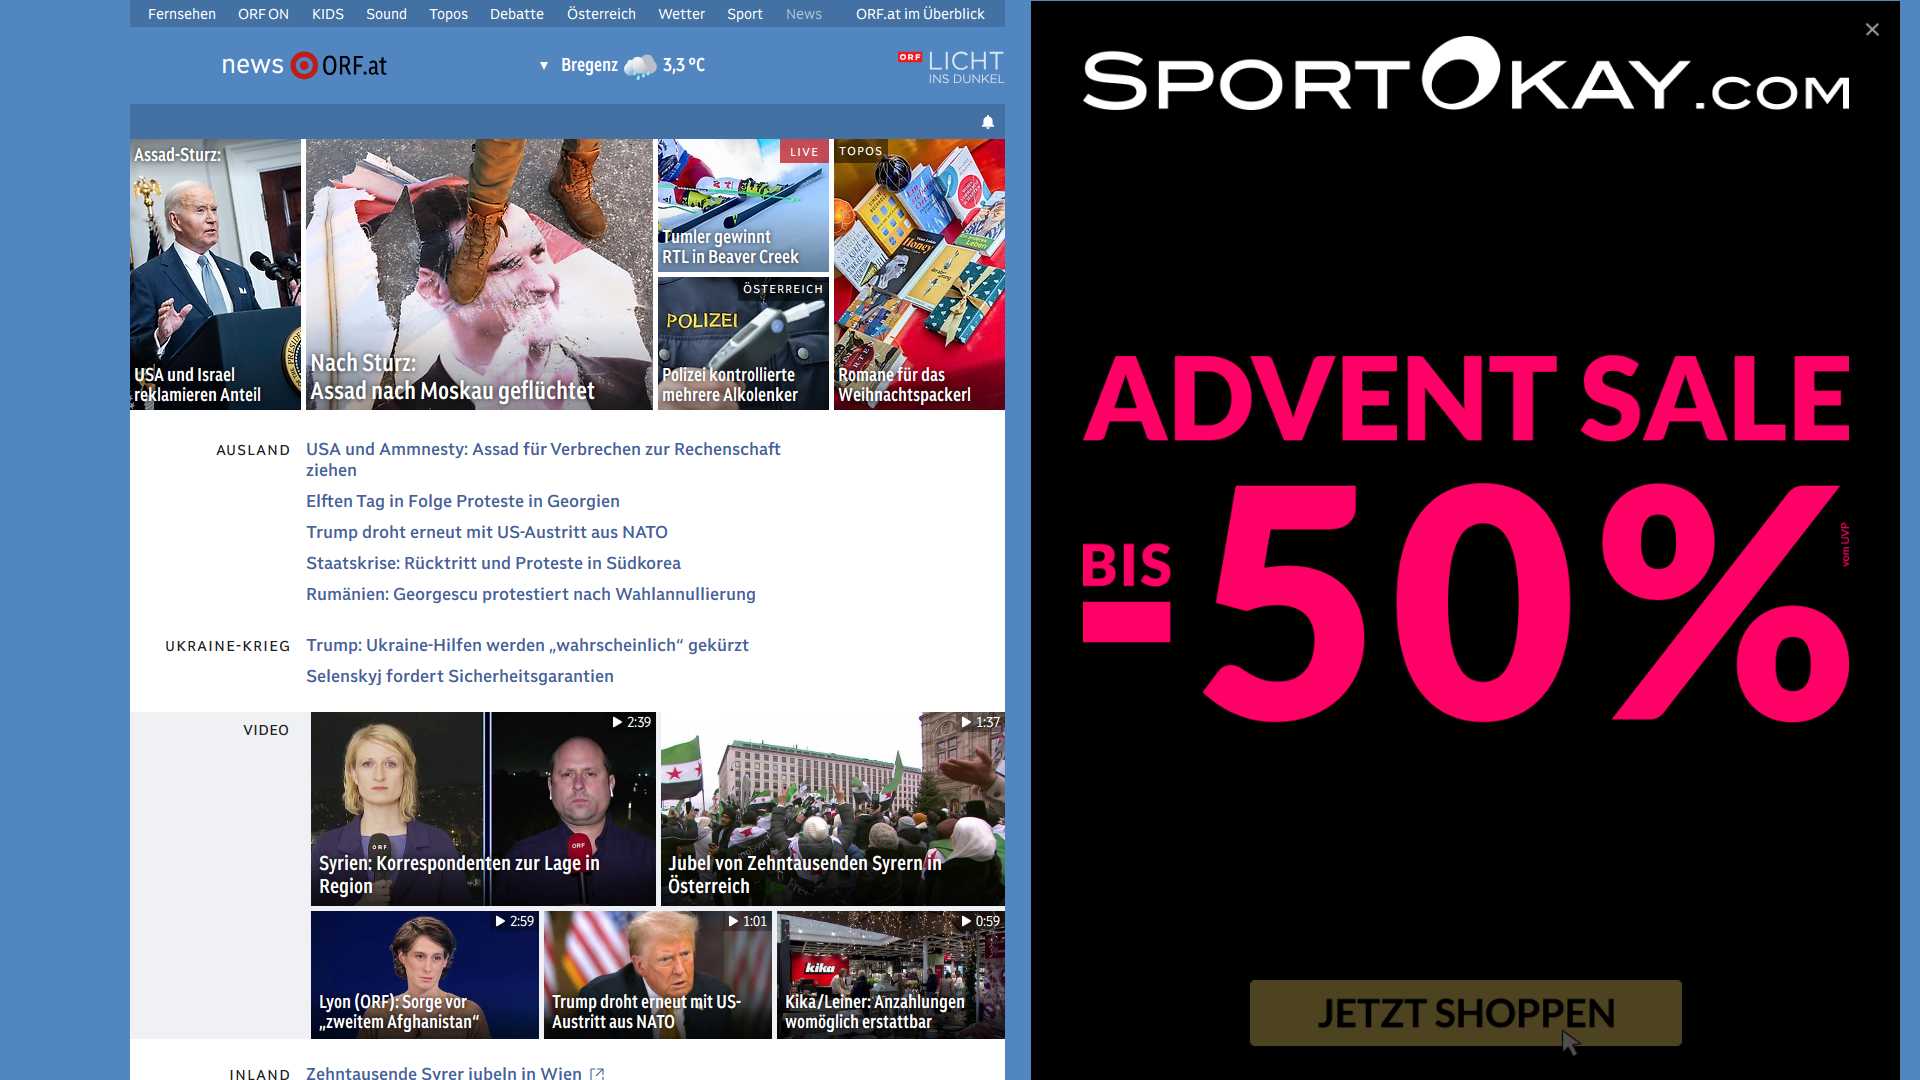 Fernsehen ORF ON KIDS Sound Topos Debatte Österreich Wetter Sport News ORF.at im Überblick
news ORF.at
Bregenz 3,3 °C
ORF LICHT
INS DUNKEL
Assad-Sturz:
USA und Israel
reklamieren Anteil
Nach Sturz:
Assad nach Moskau geflüchtet
LIVE
Tumler gewinnt
RTL in Beaver Creek
ÖSTERREICH
POLIZEI
Polizei kontrollierte
mehrere Alkolenker
TOPOS
Honey
Romane für das
Weihnachtspackerl
AUSLAND
USA und Ammnesty: Assad für Verbrechen zur Rechenschaft
ziehen
Elften Tag in Folge Proteste in Georgien
Trump droht erneut mit US-Austritt aus NATO
Staatskrise: Rücktritt und Proteste in Südkorea
Rumänien: Georgescu protestiert nach Wahlannullierung
UKRAINE-KRIEG
Trump: Ukraine-Hilfen werden „wahrscheinlich“ gekürzt
Selenskyj fordert Sicherheitsgarantien
VIDEO
2:39
ORF
ORF
Syrien: Korrespondenten zur Lage in
Region
1:37
Jubel von Zehntausenden Syrern in
Österreich
2:59
Lyon (ORF): Sorge vor
„zweitem Afghanistan“
1:01
Trump droht erneut mit US-
Austritt aus NATO
0:59
kika
Kika/Leiner: Anzahlungen
womöglich erstattbar
INLAND
Zehntausende Syrer jubeln in Wien
SPORTOKAY.COM
ADVENT SALE
BIS
-50%
vom UVP
JETZT SHOPPEN